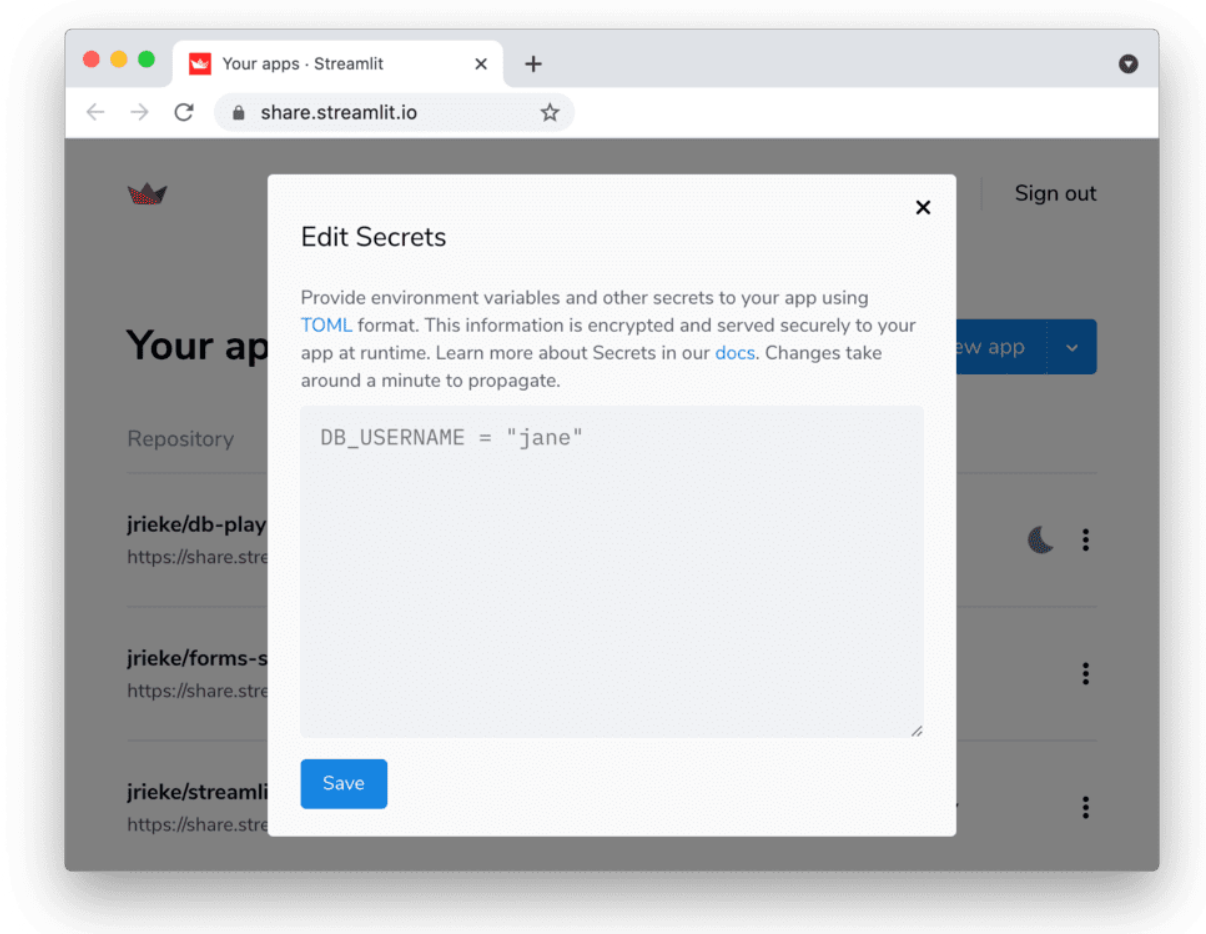 Your apps · Streamlit
share.streamlit.io
Sign out
Edit Secrets
Provide environment variables and other secrets to your app using
TOML format. This information is encrypted and served securely to your
app at runtime. Learn more about Secrets in our docs. Changes take
around a minute to propagate.
Your ap
ew app
Repository
DB_USERNAME = "jane"
jrieke/db-play
https://share.stre
jrieke/forms-s
https://share.stre
jrieke/streamli
https://share.stre
Save